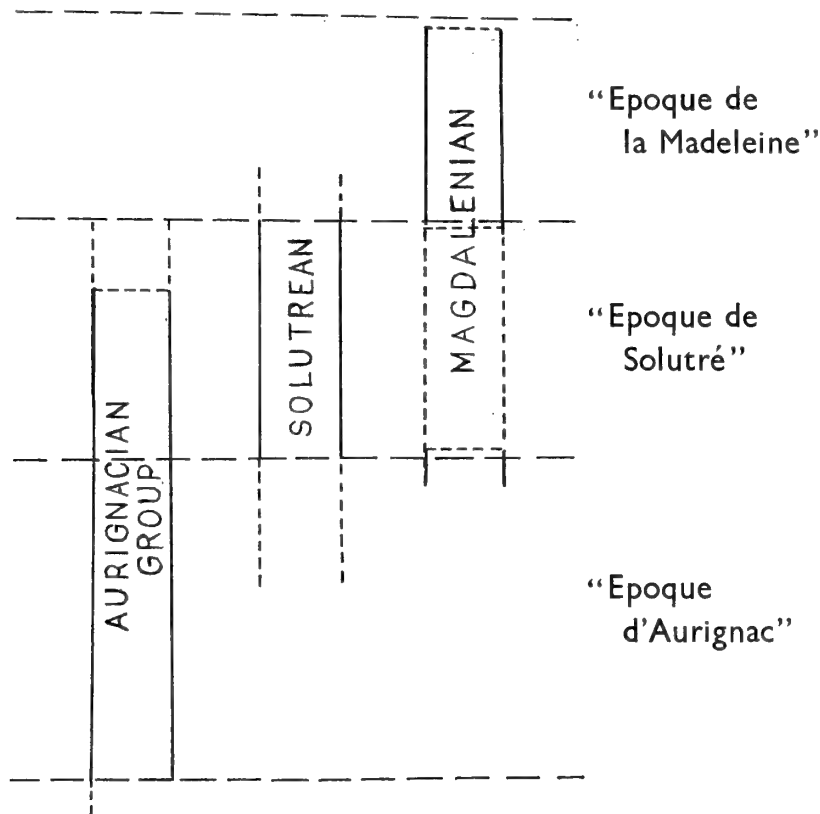 “Epoque de
la Madeleine”
MAGDALENIAN
SOLUTREAN
“Epoque de
Solutré”
AURIGNACIAN
GROUP
“Epoque
d'Aurignac”